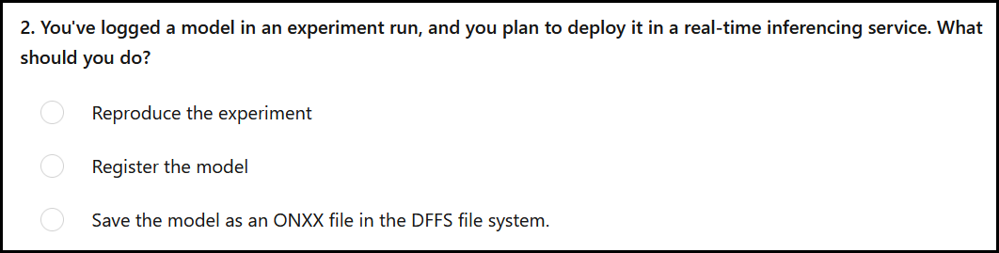 2. You've logged a model in an experiment run, and you plan to deploy it in a real-time inferencing service. What
should you do?
Reproduce the experiment
Register the model
Save the model as an ONXX file in the DFFS file system.